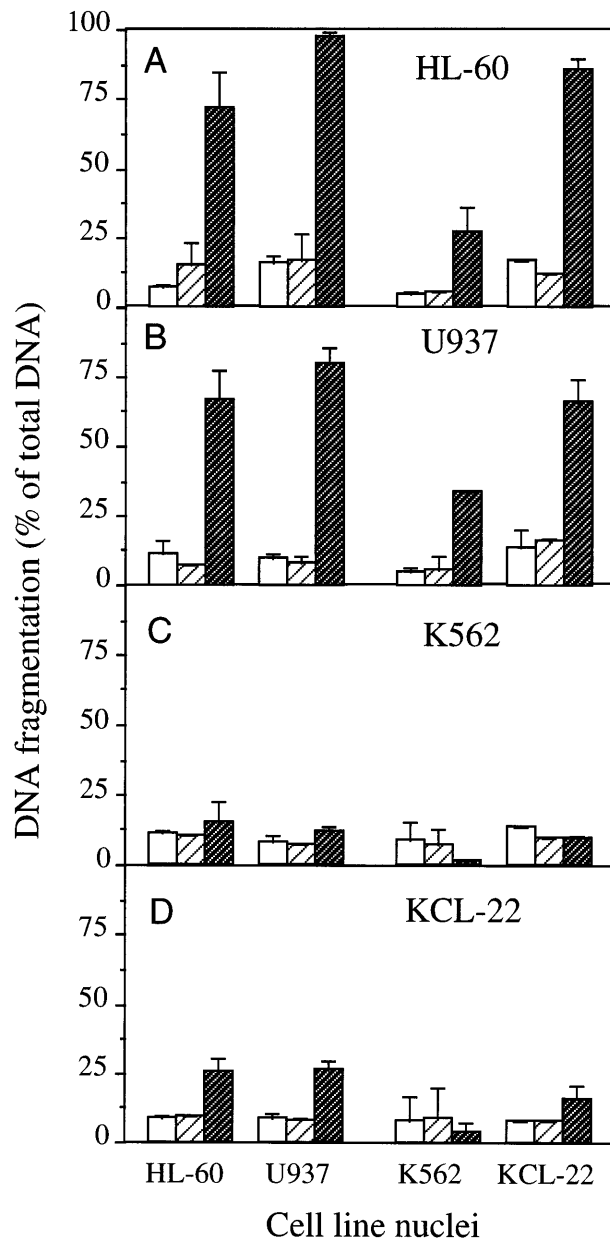 DNA fragmentation (% of total DNA)
A
HL-60
100
75
50
25
0
B
U937
75
50
25
0
C
K562
75
50
25
0
D
KCL-22
75
50
25
0
HL-60 U937 K562 KCL-22
Cell line nuclei